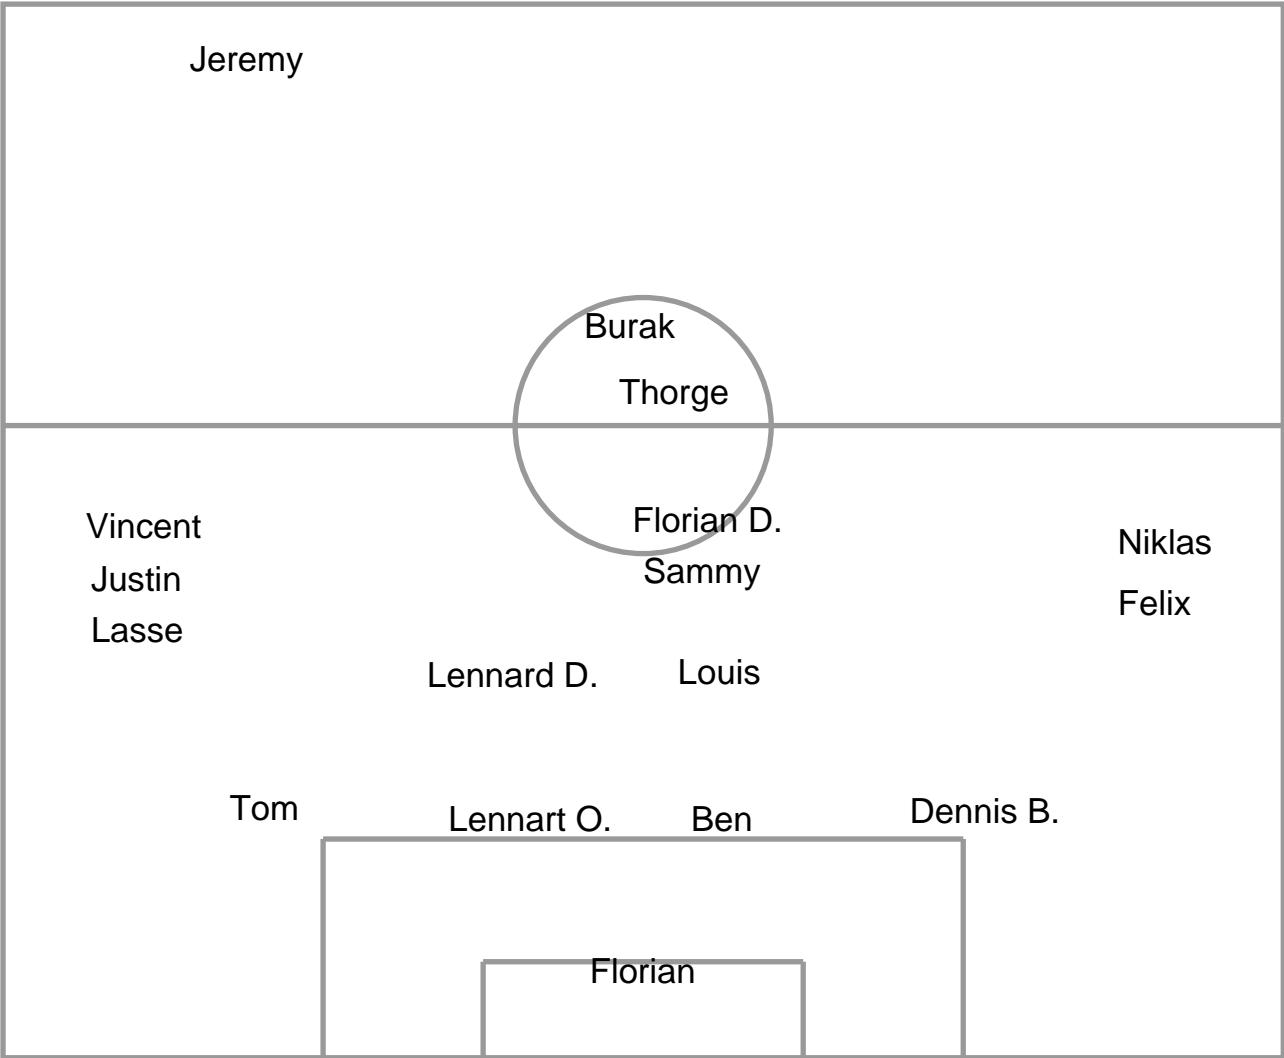 Jeremy
Burak
Thorge
Vincent
Justin
Lasse
Florian D.
Sammy
Niklas
Felix
Lennard D.
Louis
Tom
Lennart O.
Ben
Dennis B.
Florian